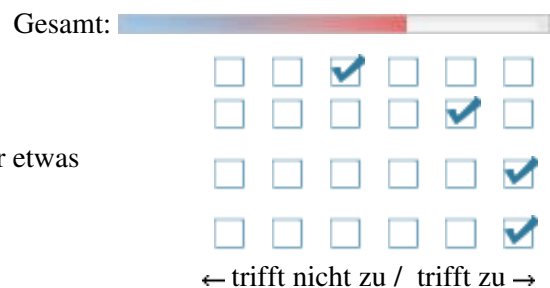 Gesamt:
etwas
← trifft nicht zu / trifft zu →